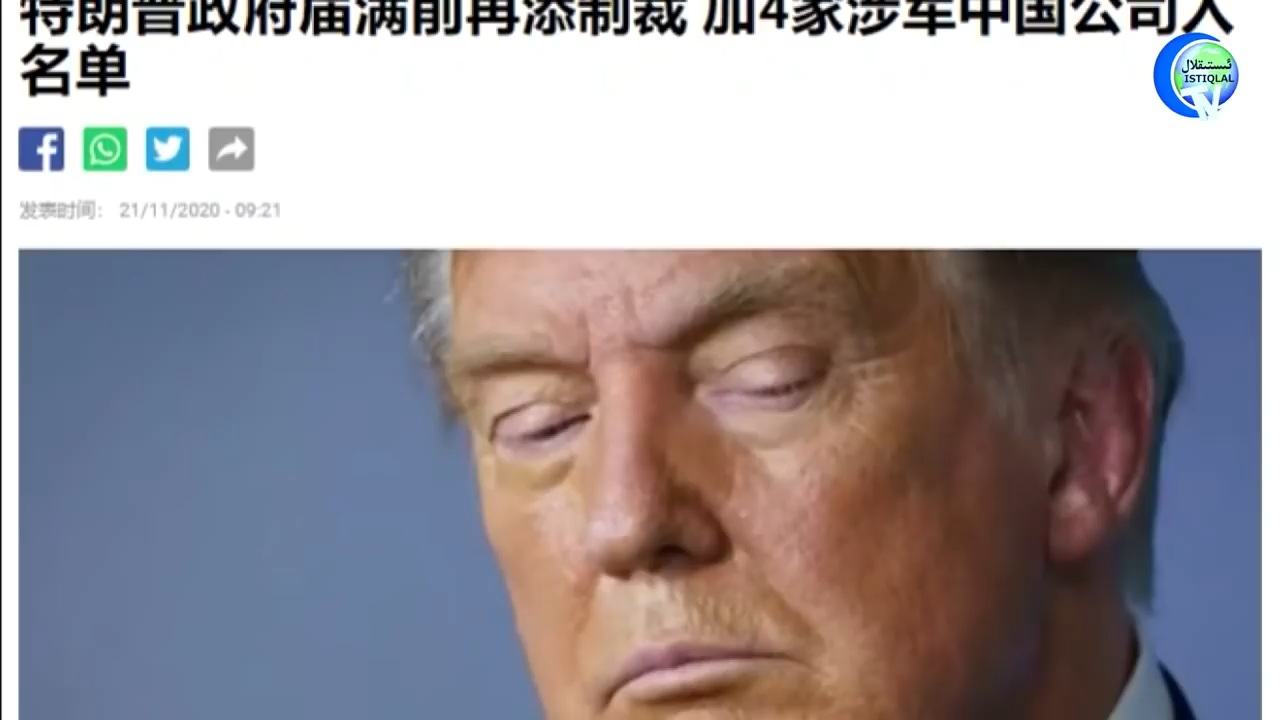 特朗普政府届满前再添制裁 加4家涉军中国公司入
名单
ئىستىقلال
ISTIQLAL
TV
发表时间： 21/11/2020 - 09:21